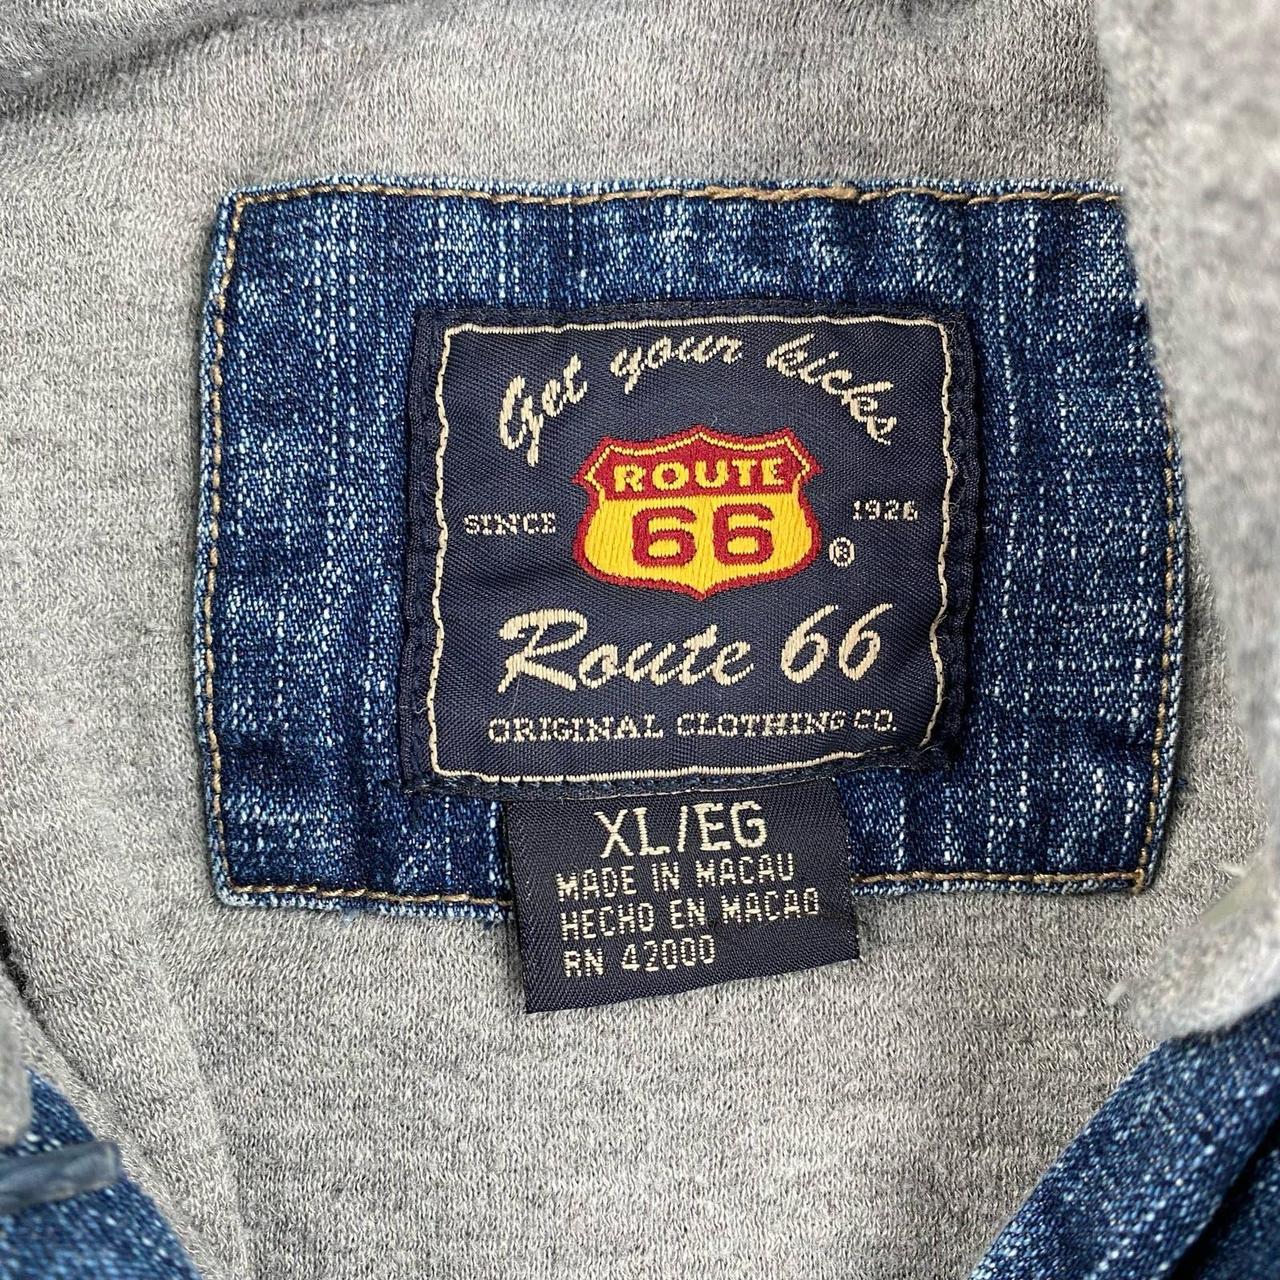 Get your kicks
ROUTE
66
SINCE 1926
®
Route 66
ORIGINAL CLOTHING CO.
XL/EG
MADE IN MACAU
HECHO EN MACAO
RN 42000